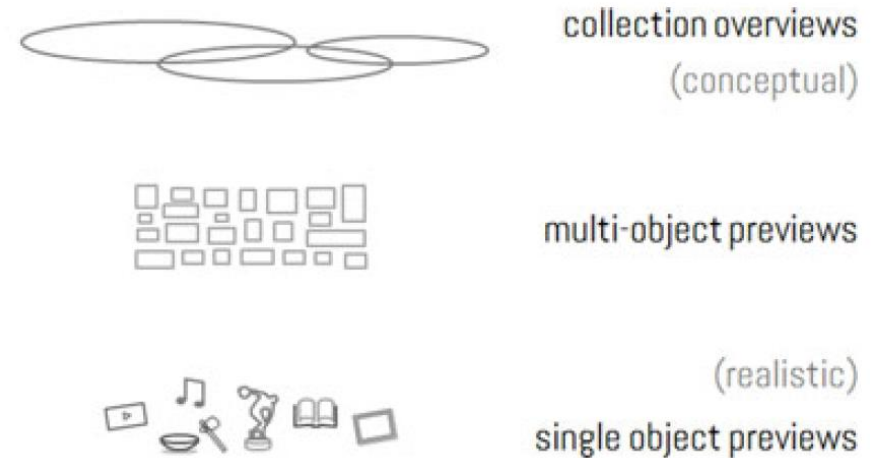 collection overviews
(conceptual)
multi-object previews
(realistic)
single object previews